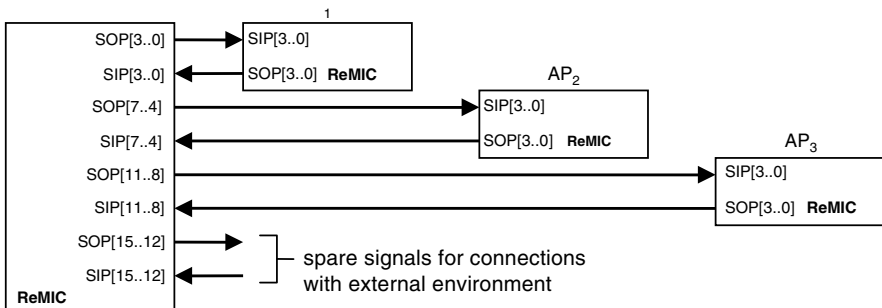 1
SOP[3..0]
SIP[3..0]
SIP[3..0]
SOP[3..0] ReMIC
AP2
SOP[7..4]
SIP[3..0]
SIP[7..4]
SOP[3..0] ReMIC
AP3
SOP[11..8]
SIP[3..0]
SIP[11..8]
SOP[3..0] ReMIC
SOP[15..12]
SIP[15..12]
spare signals for connections
with external environment
ReMIC